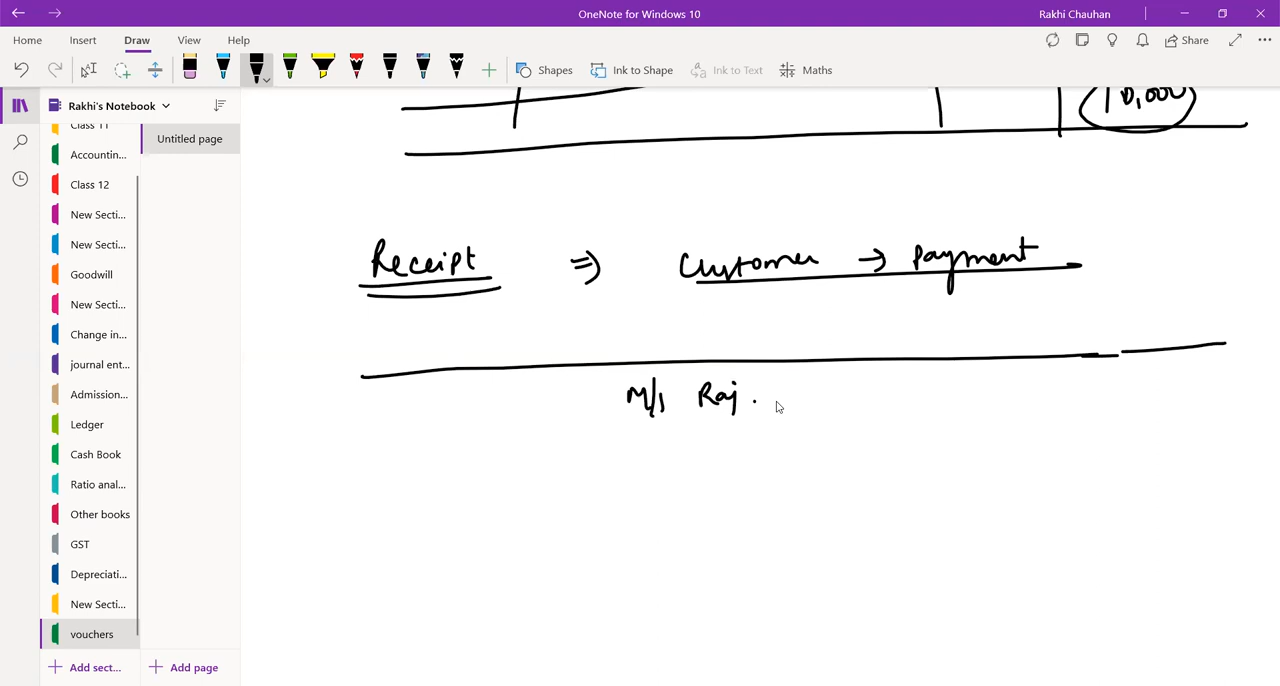 OneNote for Windows 10
Rakhi Chauhan
Home Insert Draw View Help
Share
Shapes Ink to Shape Ink to Text Maths
Rakhi's Notebook
Untitled page
Class 11
Accountin...
Class 12
New Secti...
New Secti...
Goodwill
New Secti...
Change in...
journal ent...
Admission...
Ledger
Cash Book
Ratio anal...
Other books
GST
Depreciati...
New Secti...
vouchers
Add sect...
Add page
10,000
Receipt ⇒ Customer → Payment
M/s Raj .